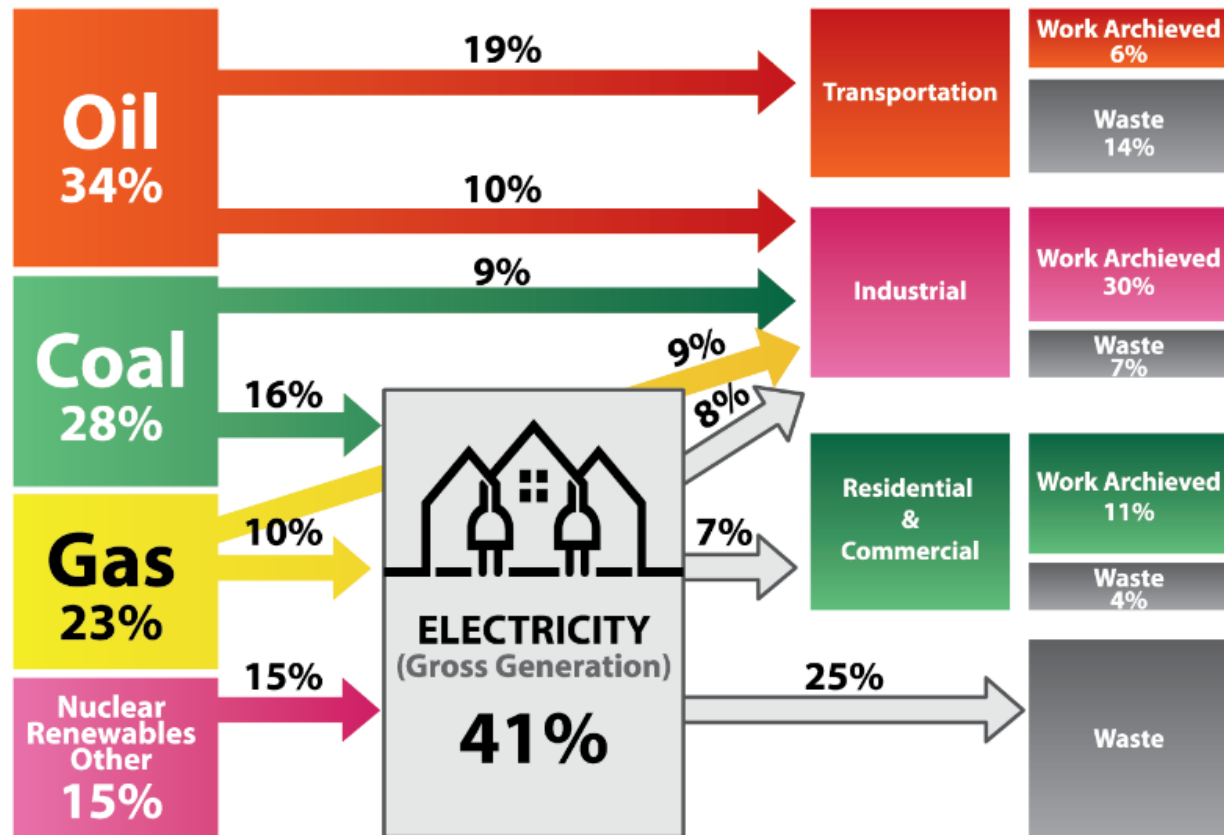 Oil
34%
Coal
28%
Gas
23%
Nuclear
Renewables
Other
15%
19%
10%
9%
16%
10%
15%
9%
8%
7%
25%
ELECTRICITY
(Gross Generation)
41%
Transportation
Industrial
Residential
&
Commercial
Work Archieved
6%
Waste
14%
Work Archieved
30%
Waste
7%
Work Archieved
11%
Waste
4%
Waste